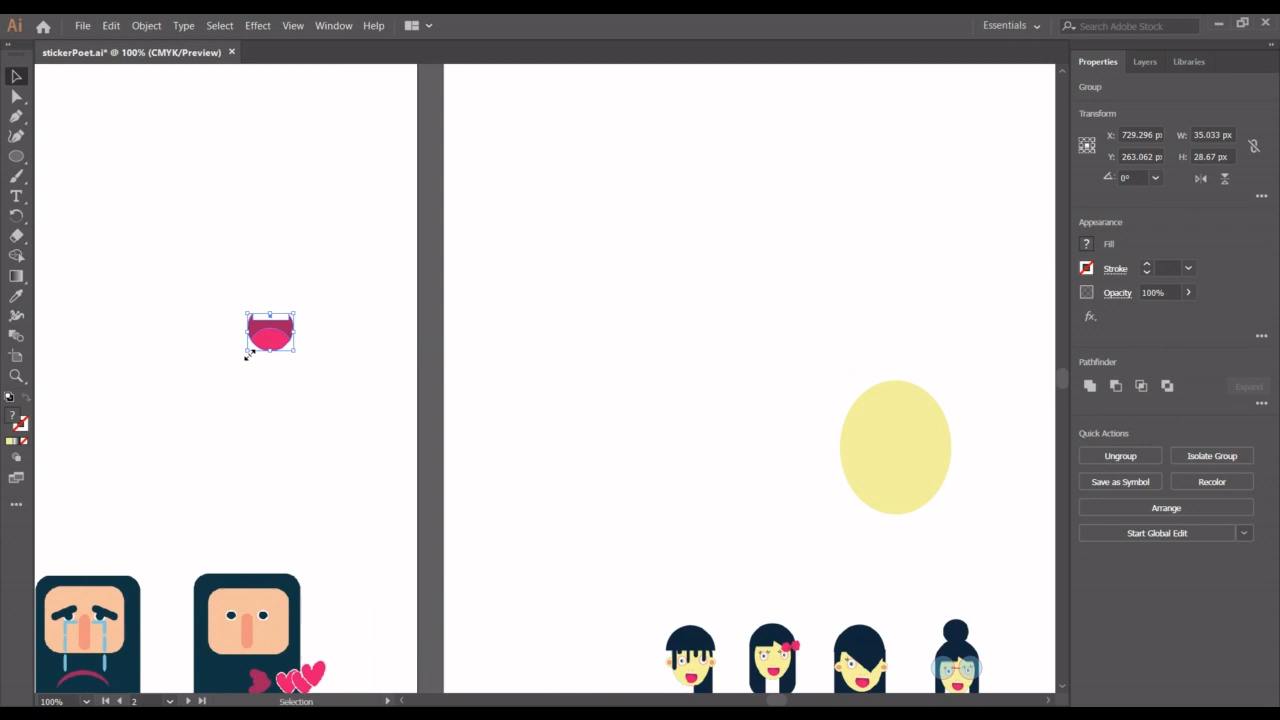 Ai File Edit Object Type Select Effect View Window Help Essentials Search Adobe Stock
stickerPoet.ai* @ 100% (CMYK/Preview)
Properties Layers Libraries
Group
Transform
X: 729.296 px W: 35.033 px
Y: 263.062 px H: 28.67 px
0°
Appearance
? Fill
Stroke
Opacity 100%
fx.
Pathfinder
Expand
Quick Actions
Ungroup Isolate Group
Save as Symbol Recolor
Arrange
Start Global Edit
T
?
100% 2 Selection